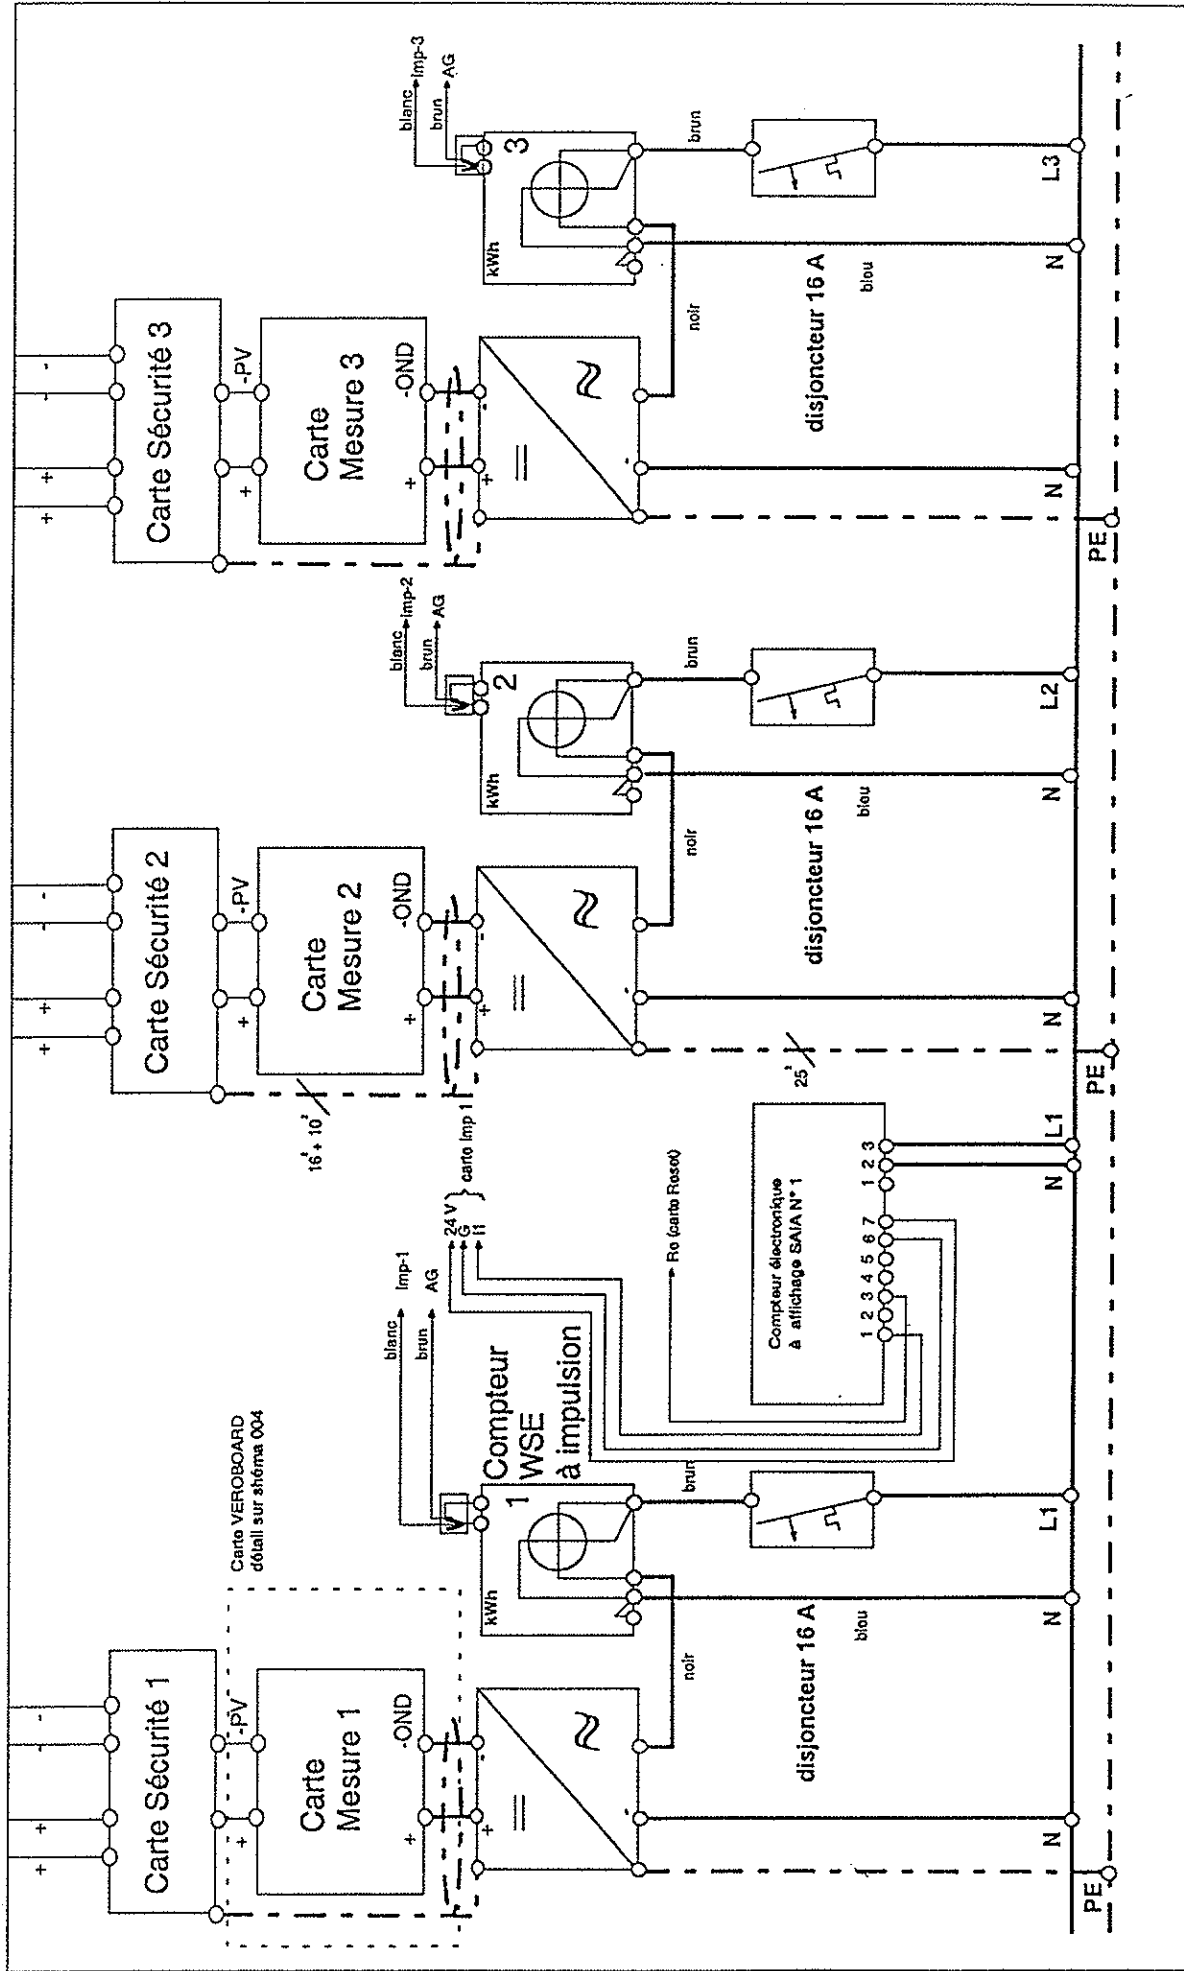 +
+
-
-
Carte Sécurité 1
+
-PV
Carte VEROBOARD
détail sur shéma 004
Carte
Mesure 1
+
-OND
+
-
=
-
noir
N
PE
blanc
Imp-1
brun
AG
Compteur
WSE
à impulsion
1
kWh
brun
disjoncteur 16 A
blou
N
L1
24 V
G
I1
carto Imp 1
Ro (carto Roset)
Compteur électronique
à affichage SAIA N° 1
1 2 3 4 5 6 7 1 2 3
N
L1
+
+
-
-
Carte Sécurité 2
+
-PV
Carte
Mesure 2
+
-OND
16² + 10²
+
-
=
-
noir
25²
N
PE
blanc
Imp-2
brun
AG
2
kWh
brun
disjoncteur 16 A
blou
N
L2
+
+
-
-
Carte Sécurité 3
+
-PV
Carte
Mesure 3
+
-OND
+
-
=
-
noir
N
PE
blanc
Imp-3
brun
AG
3
kWh
brun
disjoncteur 16 A
blou
N
L3